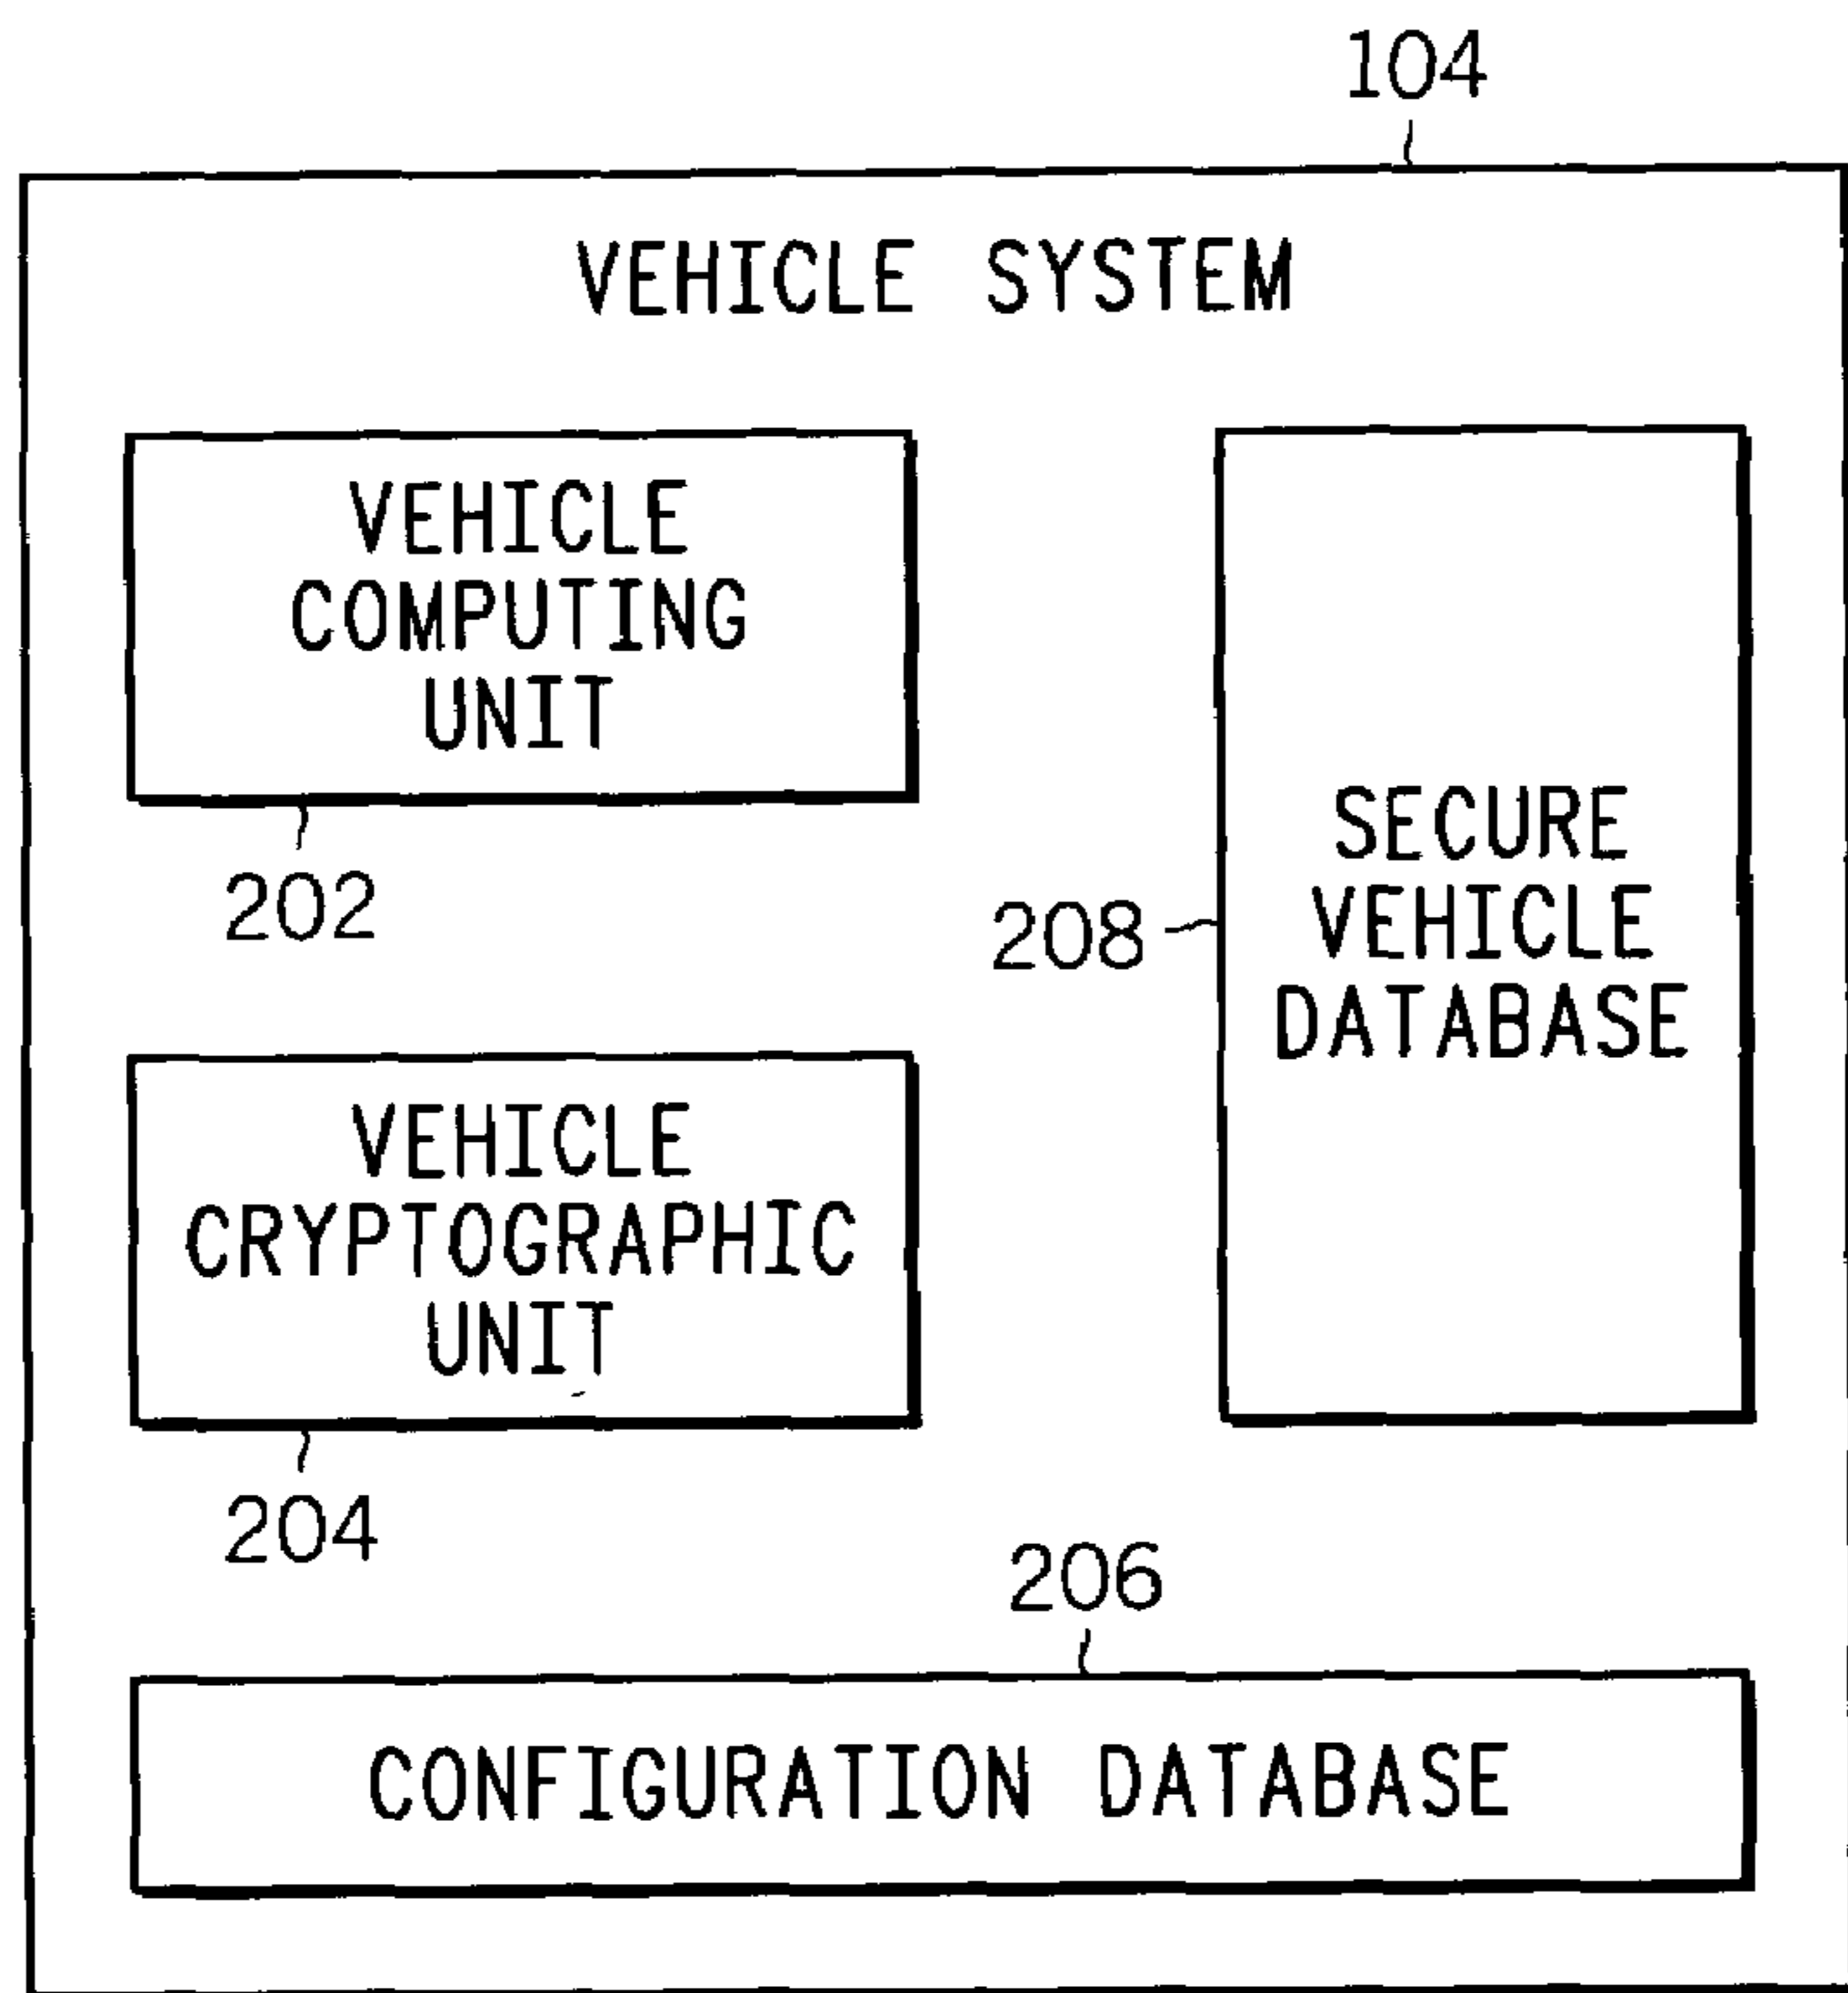 104
VEHICLE SYSTEM
VEHICLE
COMPUTING
UNIT
202
SECURE
VEHICLE
DATABASE
208
VEHICLE
CRYPTOGRAPHIC
UNIT
204
206
CONFIGURATION DATABASE